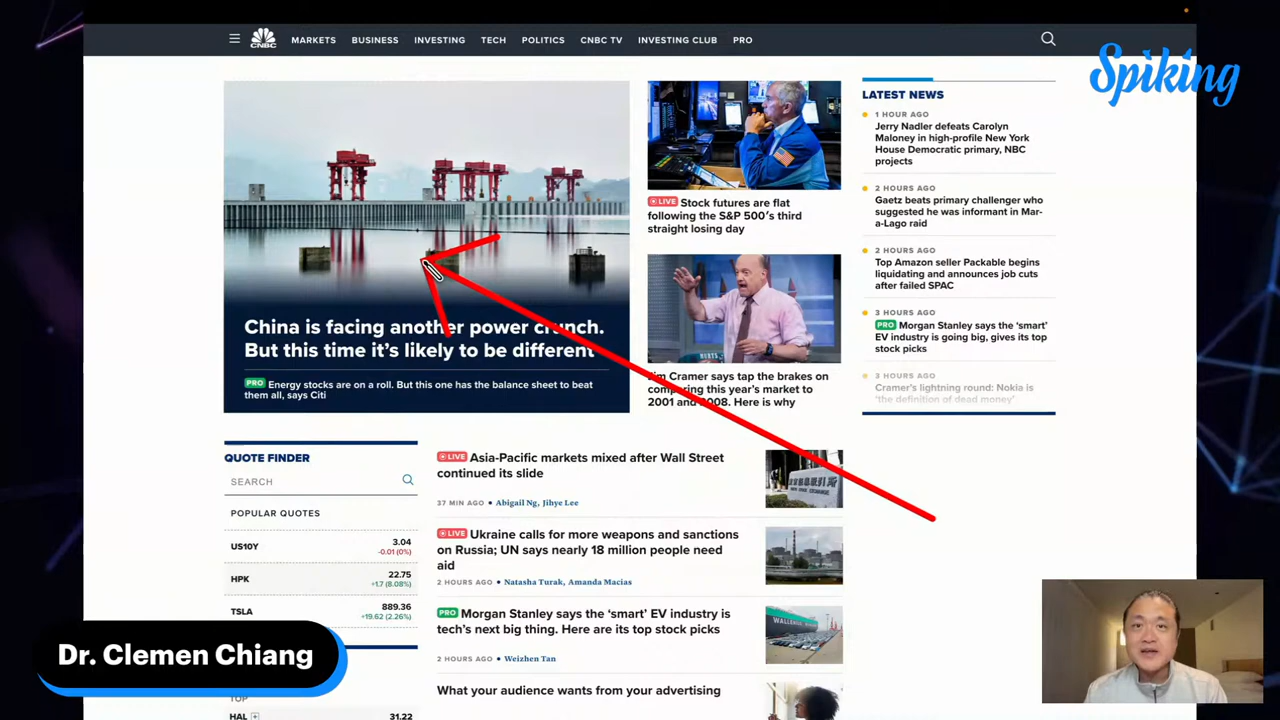 CNBC
MARKETS
BUSINESS
INVESTING
TECH
POLITICS
CNBC TV
INVESTING CLUB
PRO
Spiking
China is facing another power crunch.
But this time it's likely to be different
PRO Energy stocks are on a roll. But this one has the balance sheet to beat
them all, says Citi
LIVE Stock futures are flat
following the S&P 500's third
straight losing day
Jim Cramer says tap the brakes on
comparing this year's market to
2001 and 2008. Here is why
LATEST NEWS
1 HOUR AGO
Jerry Nadler defeats Carolyn
Maloney in high-profile New York
House Democratic primary, NBC
projects
2 HOURS AGO
Gaetz beats primary challenger who
suggested he was informant in Mar-
a-Lago raid
2 HOURS AGO
Top Amazon seller Packable begins
liquidating and announces job cuts
after failed SPAC
3 HOURS AGO
PRO Morgan Stanley says the 'smart'
EV industry is going big, gives its top
stock picks
3 HOURS AGO
Cramer's lightning round: Nokia is
'the definition of dead money'
QUOTE FINDER
SEARCH
POPULAR QUOTES
US10Y 3.04
-0.01 (0%)
HPK 22.75
+1.7 (8.08%)
TSLA 889.36
+19.62 (2.26%)
TOP
HAL 31.22
LIVE Asia-Pacific markets mixed after Wall Street
continued its slide
37 MIN AGO • Abigail Ng, Jihye Lee
LIVE Ukraine calls for more weapons and sanctions
on Russia; UN says nearly 18 million people need
aid
2 HOURS AGO • Natasha Turak, Amanda Macias
PRO Morgan Stanley says the 'smart' EV industry is
tech's next big thing. Here are its top stock picks
2 HOURS AGO • Weizhen Tan
What your audience wants from your advertising
Dr. Clemen Chiang